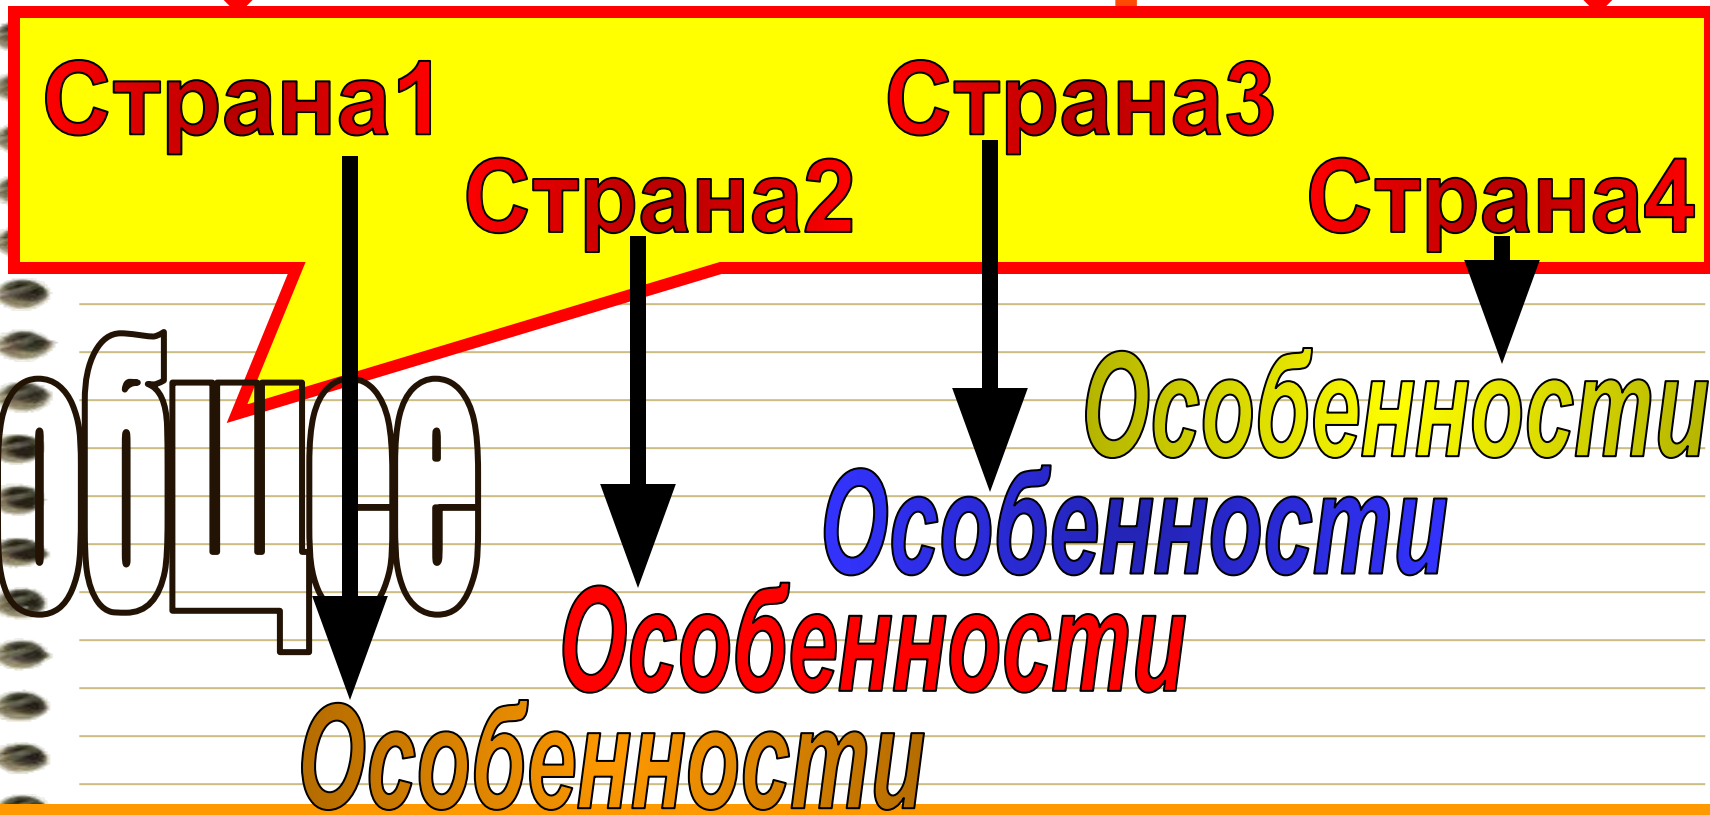 Страна1
Страна3
Страна2
Страна4
общее
Особенности
Особенности
Особенности
Особенности